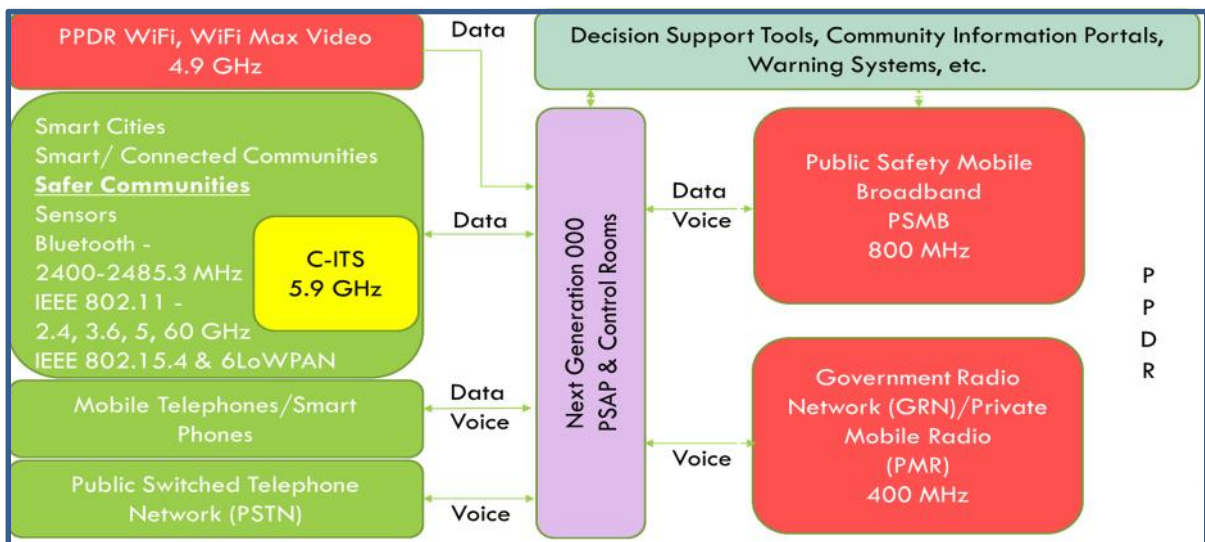 PPDR WiFi, WiFi Max Video
4.9 GHz
Data
Decision Support Tools, Community Information Portals,
Warning Systems, etc.
Smart Cities
Smart/ Connected Communities
Safer Communities
Sensors
Bluetooth -
2400-2485.3 MHz
IEEE 802.11 -
2.4, 3.6, 5, 60 GHz
IEEE 802.15.4 & 6LoWPAN
C-ITS
5.9 GHz
Data
Mobile Telephones/Smart
Phones
Data
Voice
Public Switched Telephone
Network (PSTN)
Voice
Next Generation 000
PSAP & Control Rooms
Data
Voice
Public Safety Mobile
Broadband
PSMB
800 MHz
Voice
Government Radio
Network (GRN)/Private
Mobile Radio
(PMR)
400 MHz
P
P
D
R